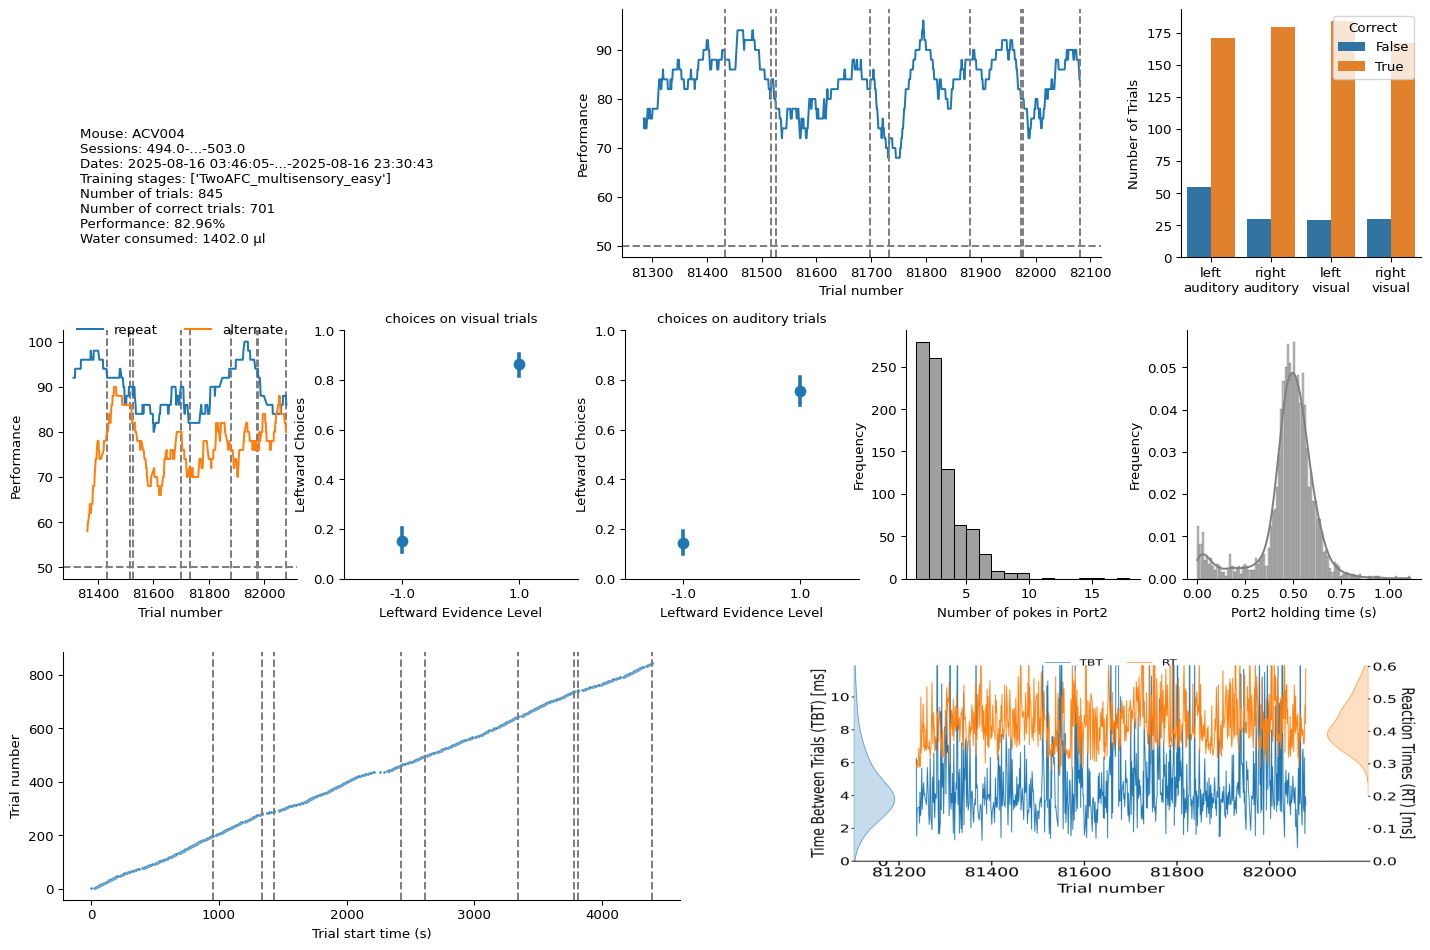 Mouse: ACV004
Sessions: 494.0-...-503.0
Dates: 2025-08-16 03:46:05-...-2025-08-16 23:30:43
Training stages: ['TwoAFC_multisensory_easy']
Number of trials: 845
Number of correct trials: 701
Performance: 82.96%
Water consumed: 1402.0 µl
Performance
90
80
70
60
50
81300 81400 81500 81600 81700 81800 81900 82000 82100
Trial number
Number of Trials
175
150
125
100
75
50
25
0
Correct
False
True
left auditory
right auditory
left visual
right visual
repeat alternate
Performance
100
90
80
70
60
50
81400 81600 81800 82000
Trial number
choices on visual trials
Leftward Choices
1.0
0.8
0.6
0.4
0.2
0.0
-1.0 1.0
Leftward Evidence Level
choices on auditory trials
Leftward Choices
1.0
0.8
0.6
0.4
0.2
0.0
-1.0 1.0
Leftward Evidence Level
Frequency
250
200
150
100
50
0
5 10 15
Number of pokes in Port2
Frequency
0.05
0.04
0.03
0.02
0.01
0.00
0.00 0.25 0.50 0.75 1.00
Port2 holding time (s)
Trial number
800
600
400
200
0
0 1000 2000 3000 4000
Trial start time (s)
TBT RT
Time Between Trials (TBT) [ms]
10
8
6
4
2
0
0
81200 81400 81600 81800 82000
Trial number
0.6
0.5
0.4
0.3
0.2
0.1
0.0
Reaction Times (RT) [ms]